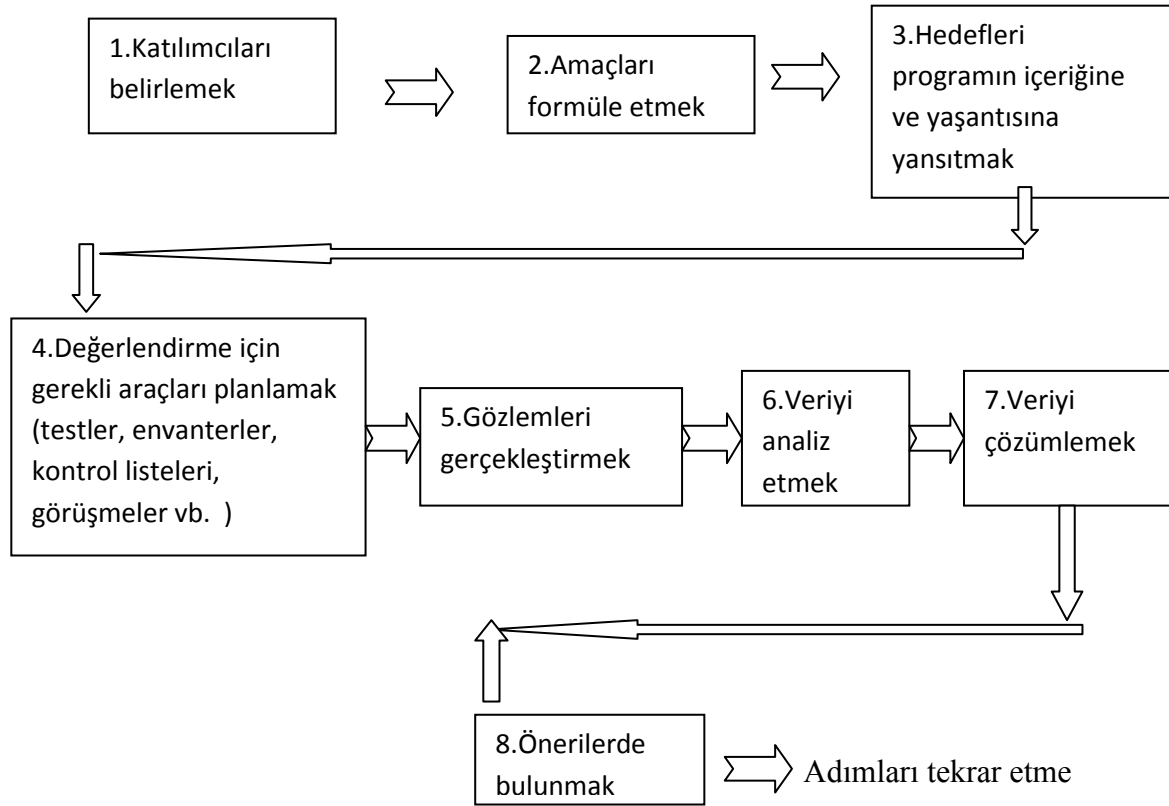 1.Katılımcıları
belirlemek
2.Amaçları
formüle etmek
3.Hedefleri
programın içeriğine
ve yaşantısına
yansıtmak
4.Değerlendirme için
gerekli araçları planlamak
(testler, envanterler,
kontrol listeleri,
görüşmeler vb.  )
5.Gözlemleri
gerçekleştirmek
6.Veriyi
analiz
etmek
7.Veriyi
çözümlemek
8.Önerilerde
bulunmak
Adımları tekrar etme